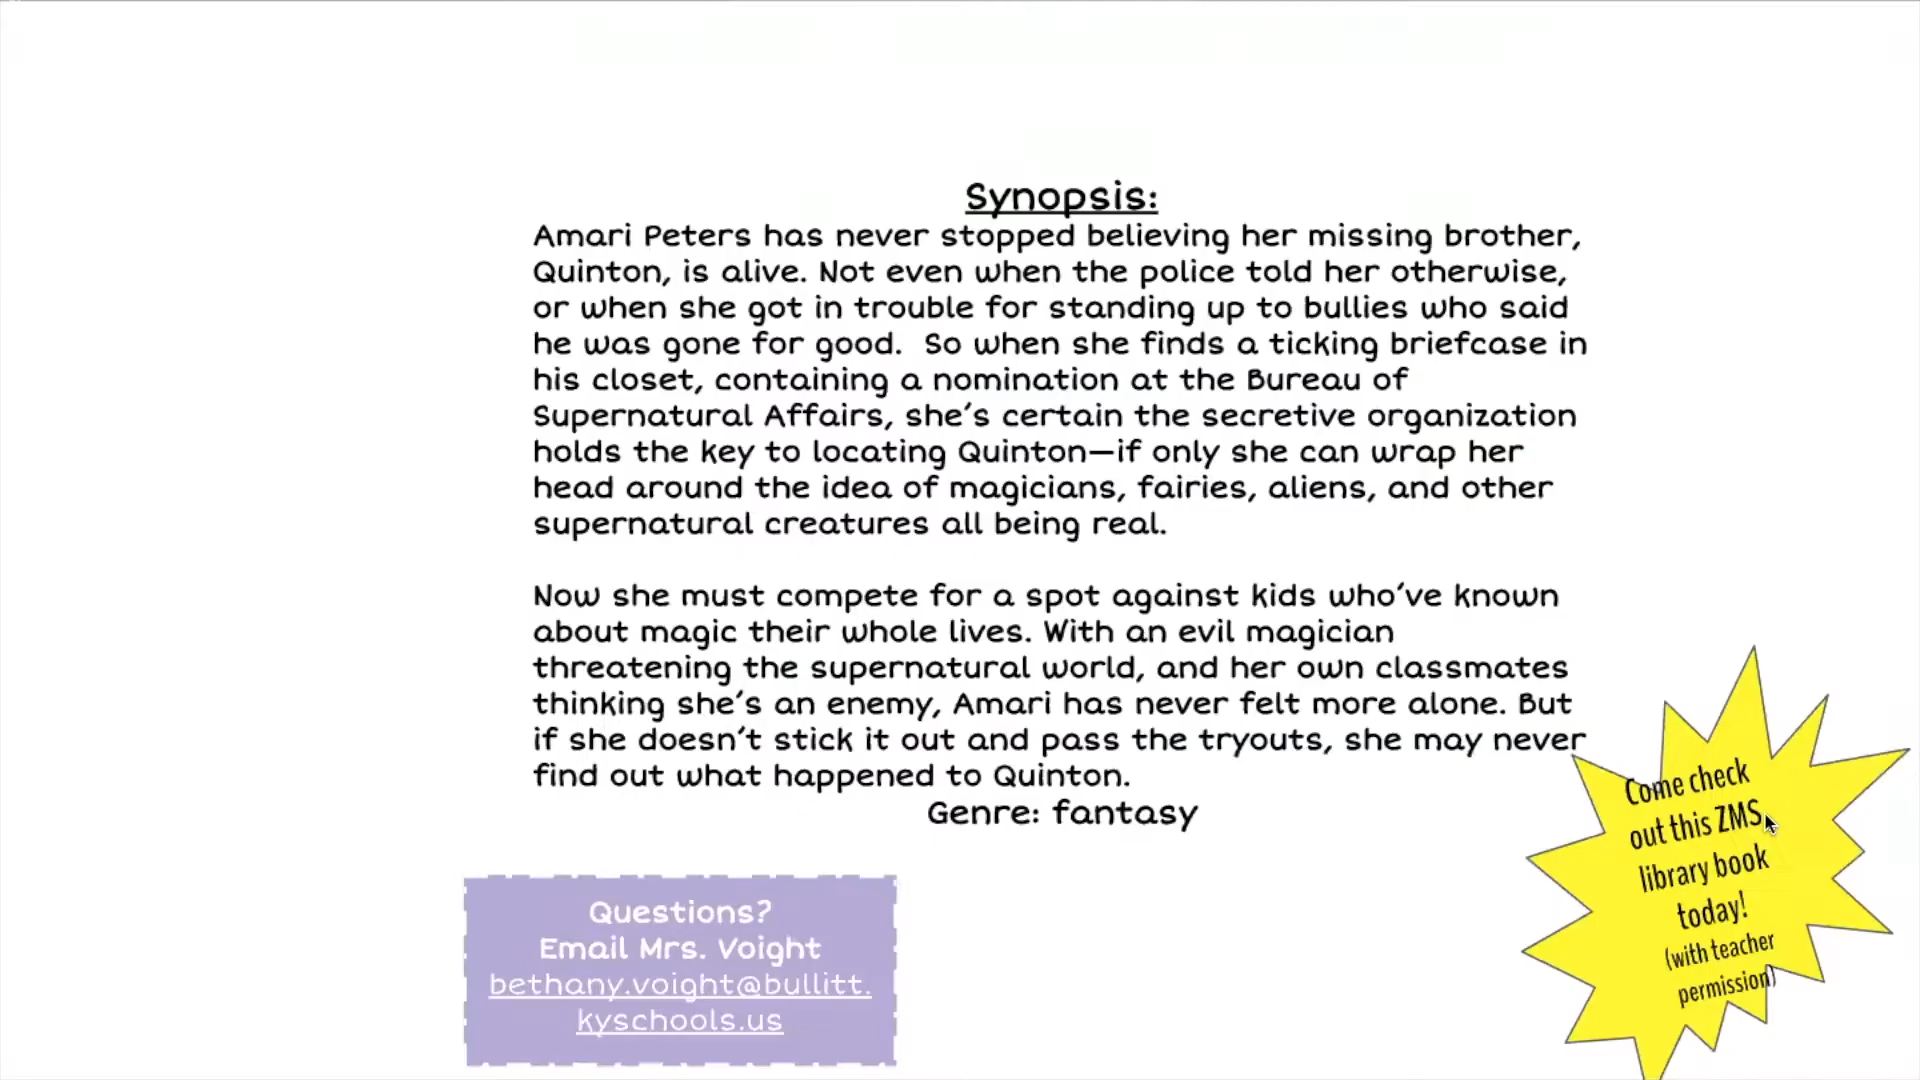 Synopsis:
Amari Peters has never stopped believing her missing brother,
Quinton, is alive. Not even when the police told her otherwise,
or when she got in trouble for standing up to bullies who said
he was gone for good.  So when she finds a ticking briefcase in
his closet, containing a nomination at the Bureau of
Supernatural Affairs, she’s certain the secretive organization
holds the key to locating Quinton—if only she can wrap her
head around the idea of magicians, fairies, aliens, and other
supernatural creatures all being real.
Now she must compete for a spot against kids who’ve known
about magic their whole lives. With an evil magician
threatening the supernatural world, and her own classmates
thinking she’s an enemy, Amari has never felt more alone. But
if she doesn’t stick it out and pass the tryouts, she may never
find out what happened to Quinton.
Genre: fantasy
Come check
out this ZMS
library book
today!
(with teacher
permission)
Questions?
Email Mrs. Voight
bethany.voight@bullitt.
kyschools.us